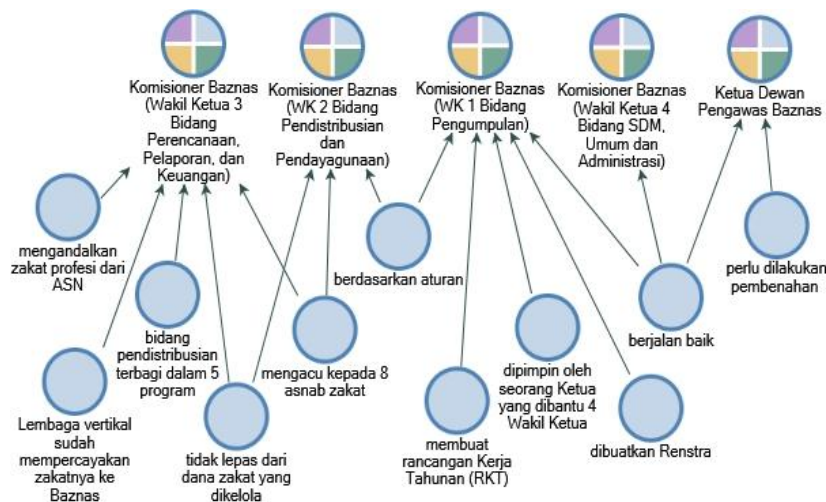 Komisioner Baznas
(Wakil Ketua 3
Bidang
Perencanaan,
Pelaporan, dan
Keuangan)
Komisioner Baznas
(WK 2 Bidang
Pendistribusian
dan
Pendayagunaan)
Komisioner Baznas
(WK 1 Bidang
Pengumpulan)
Komisioner Baznas
(Wakil Ketua 4
Bidang SDM,
Umum dan
Administrasi)
Ketua Dewan
Pengawas Baznas
mengandalkan
zakat profesi dari
ASN
berdasarkan aturan
perlu dilakukan
pembenahan
bidang
pendistribusian
terbagi dalam 5
program
mengacu kepada 8
asnab zakat
dipimpin oleh
seorang Ketua
yang dibantu 4
Wakil Ketua
berjalan baik
Lembaga vertikal
sudah
mempercayakan
zakatnya ke
Baznas
tidak lepas dari
dana zakat yang
dikelola
membuat
rancangan Kerja
Tahunan (RKT)
dibuatkan Renstra